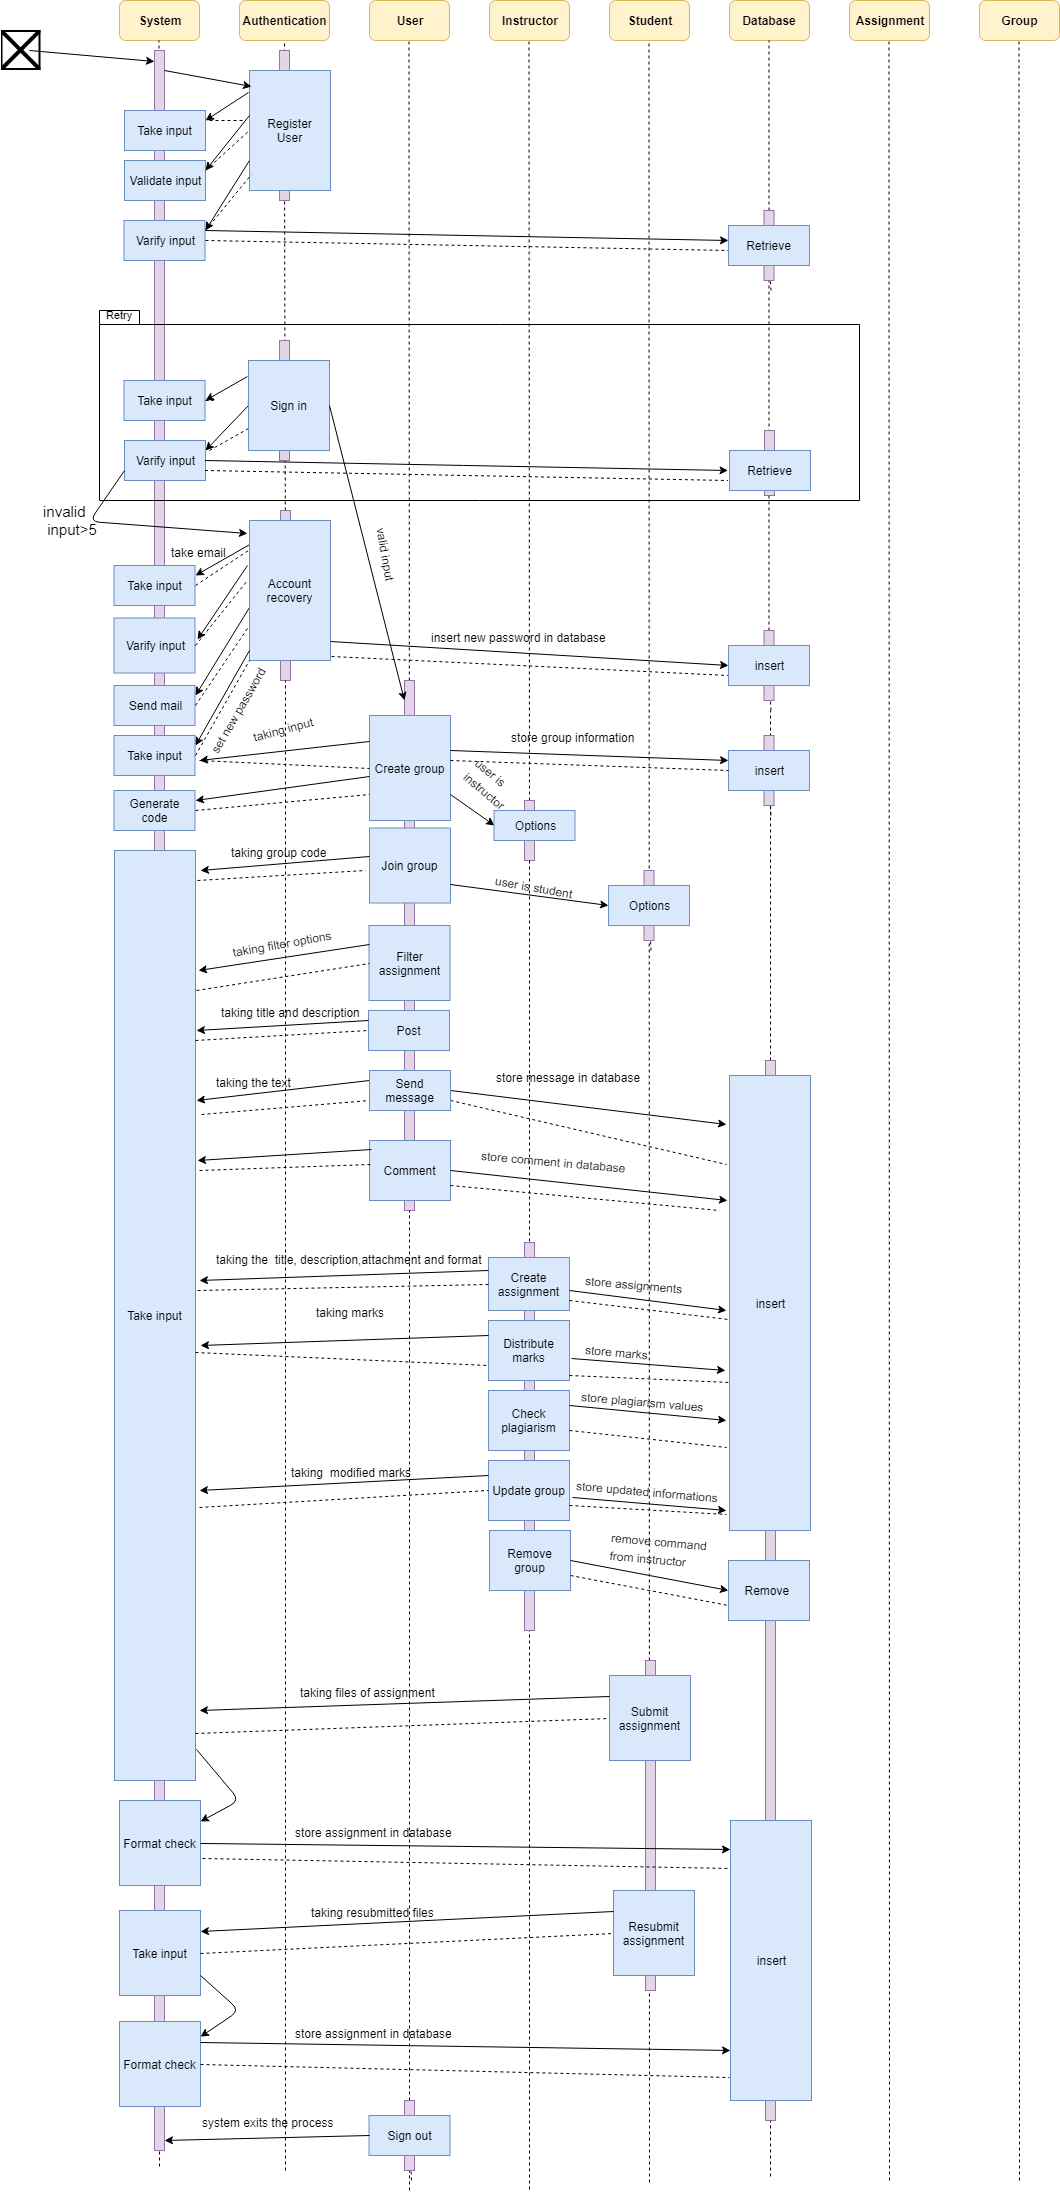 System
Authentication
User
Instructor
Student
Database
Assignment
Group
Register
User
Take input
Validate input
Varify input
Retrieve
Retry
Take input
Sign in
Varify input
Retrieve
invalid
input>5
valid input
take email
Take input
Account
recovery
Varify input
insert new password in database
insert
Send mail
set new password
Take input
taking input
Create group
store group information
insert
user is
instructor
Generate
code
Options
taking group code
Join group
user is student
Options
taking filter options
Filter
assignment
taking title and description
Post
taking the text
Send
message
store message in database
Comment
store comment in database
taking the  title, description,attachment and format
Create
assignment
store assignments
Take input
insert
taking marks
Distribute
marks
store marks
Check
plagiarism
store plagiarism values
taking  modified marks
Update group
store updated informations
Remove
group
remove command
from instructor
Remove
taking files of assignment
Submit
assignment
Format check
store assignment in database
taking resubmitted files
Resubmit
assignment
Take input
insert
store assignment in database
Format check
system exits the process
Sign out